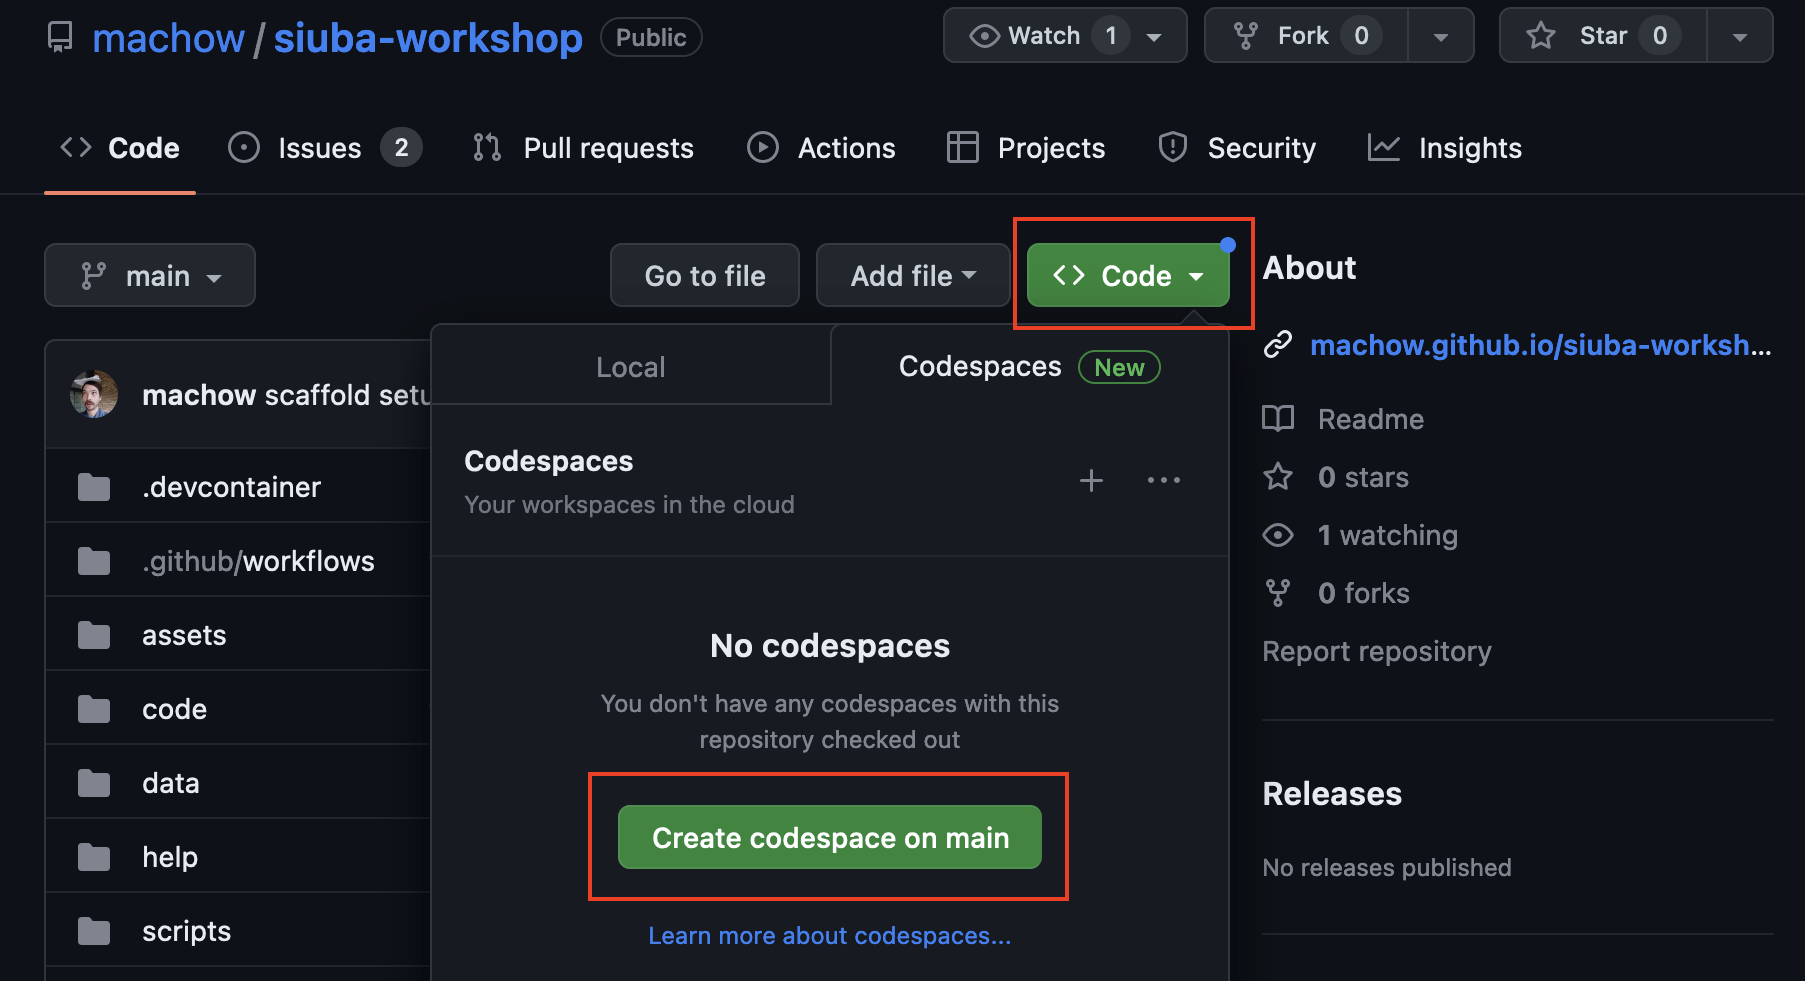 machow / siuba-workshop Public Watch 1 Fork 0 Star 0
Code Issues 2 Pull requests Actions Projects Security Insights
main Go to file Add file Code
Local Codespaces New
Codespaces
Your workspaces in the cloud
No codespaces
You don't have any codespaces with this
repository checked out
Create codespace on main
Learn more about codespaces...
machow scaffold setu
.devcontainer
.github/workflows
assets
code
data
help
scripts
About
machow.github.io/siuba-worksh...
Readme
0 stars
1 watching
0 forks
Report repository
Releases
No releases published